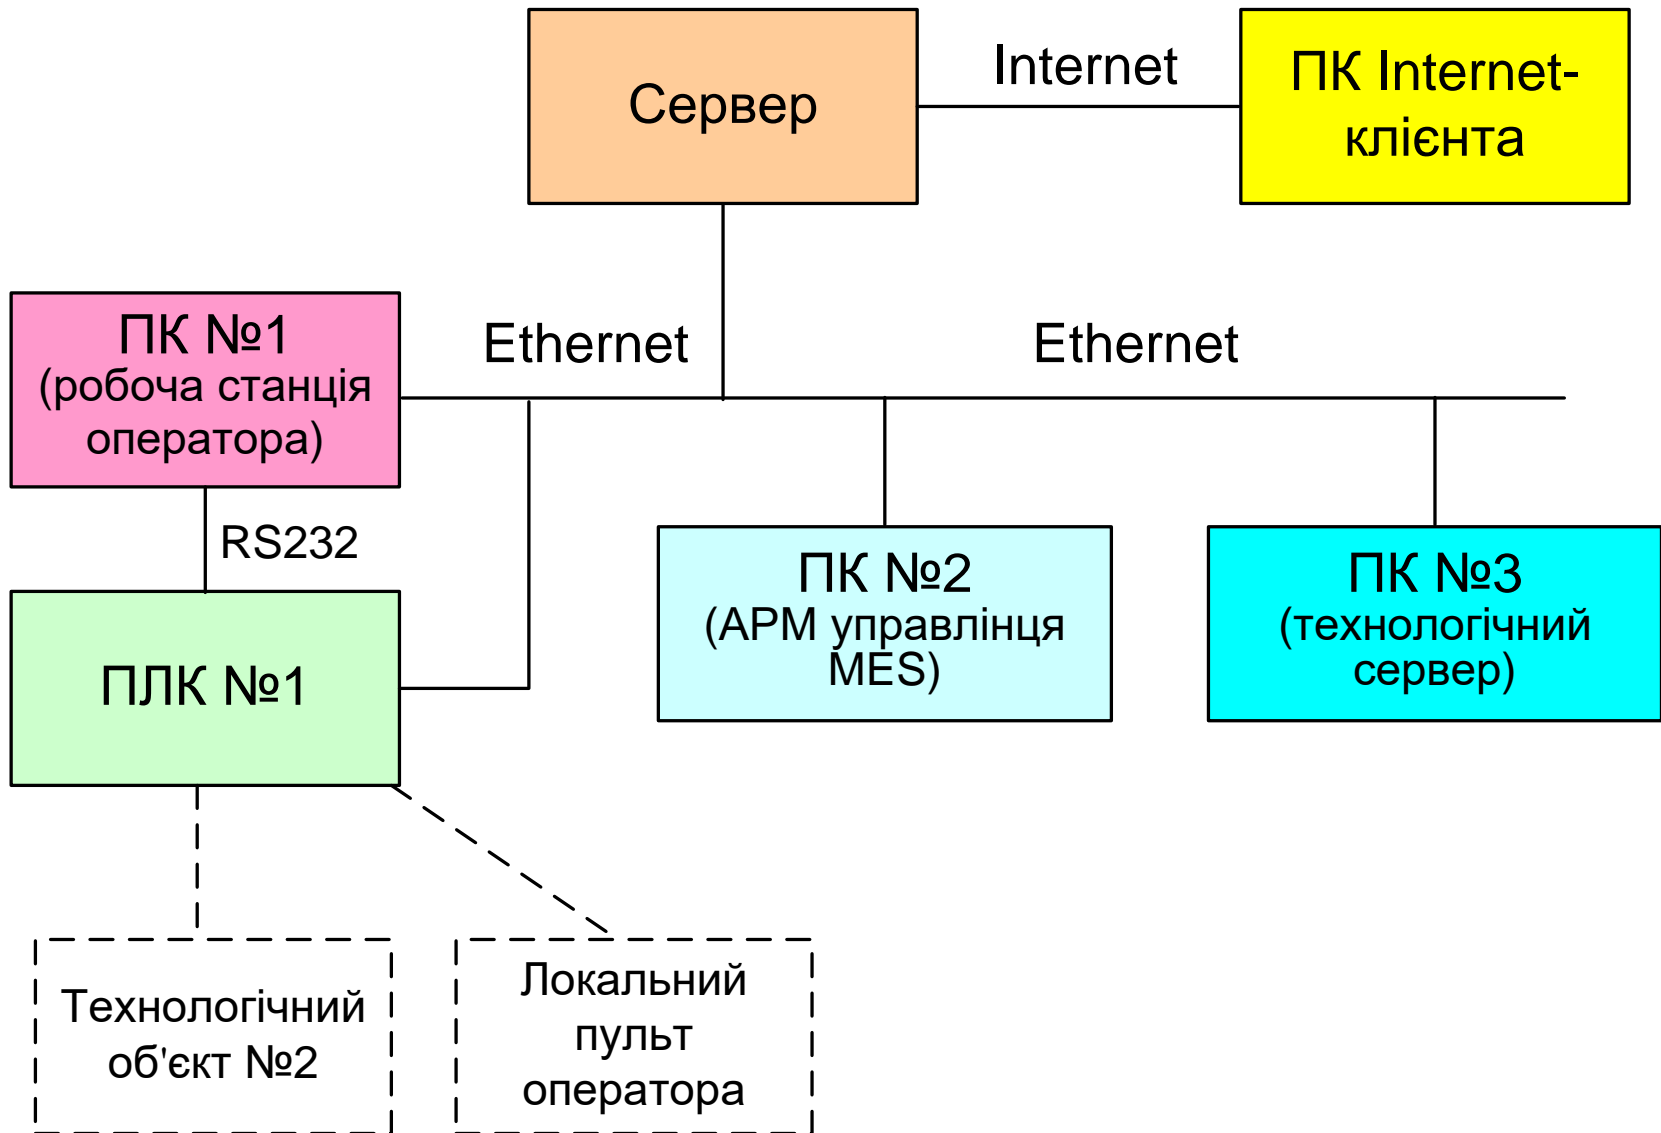 Сервер
Internet
ПК Internet-
клієнта
ПК №1
(робоча станція
оператора)
Ethernet
Ethernet
RS232
ПК №2
(АРМ управлінця
MES)
ПК №3
(технологічний
сервер)
ПЛК №1
Технологічний
об'єкт №2
Локальний
пульт
оператора